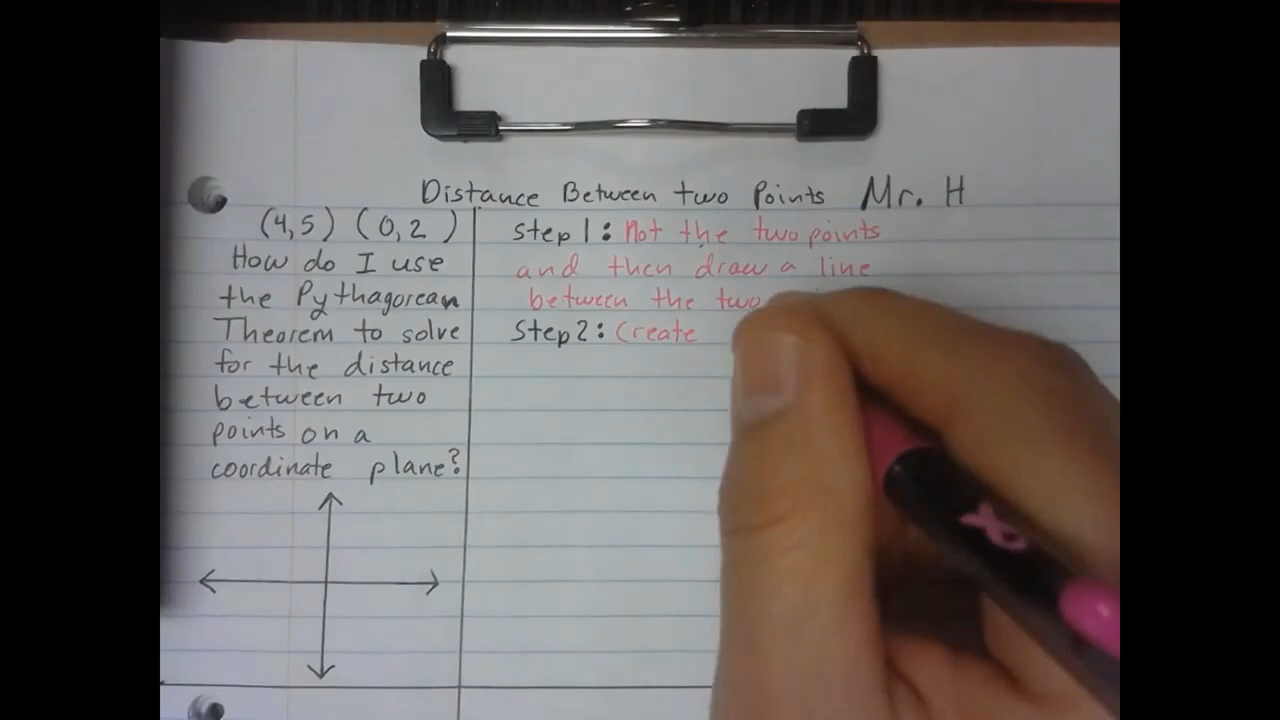 Distance Between two Points Mr. H
(4,5) (0,2)
How do I use
the Pythagorean
Theorem to solve
for the distance
between two
points on a
coordinate plane?
Step 1: Not the two points
and then draw a line
between the two
Step 2: Create